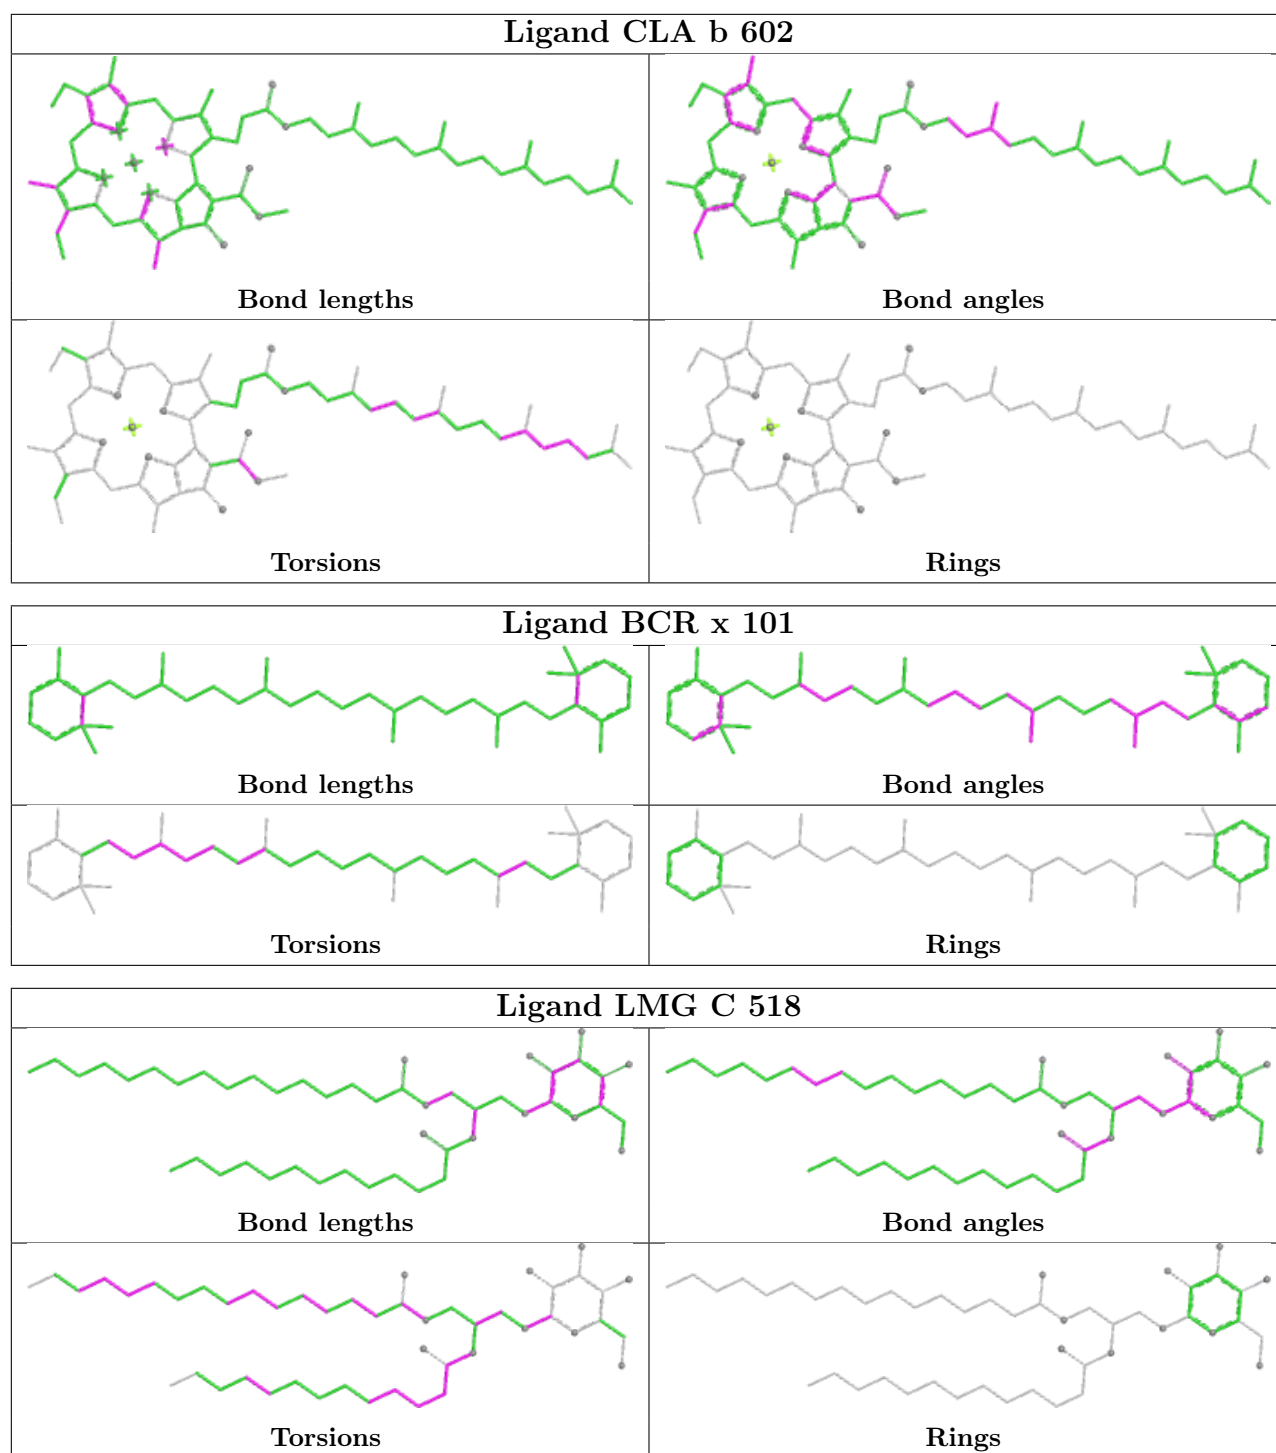 Ligand CLA b 602
Bond lengths
Bond angles
Torsions
Rings
Ligand BCR x 101
Bond lengths
Bond angles
Torsions
Rings
Ligand LMG C 518
Bond lengths
Bond angles
Torsions
Rings